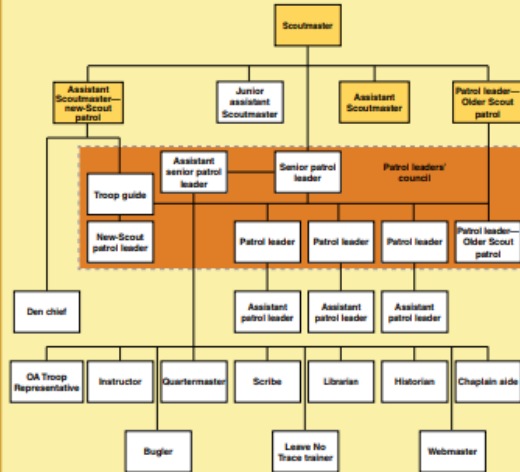 Scoutmaster
Assistant
Scoutmaster—
new-Scout
patrol
Junior
assistant
Scoutmaster
Assistant
Scoutmaster
Patrol leader—
Older Scout
patrol
Assistant
senior patrol
leader
Senior patrol
leader
Patrol leaders'
council
Troop guide
New-Scout
patrol leader
Patrol leader
Patrol leader
Patrol leader
Patrol leader—
Older Scout
patrol
Den chief
Assistant
patrol leader
Assistant
patrol leader
Assistant
patrol leader
OA Troop
Representative
Instructor
Quartermaster
Scribe
Librarian
Historian
Chaplain aide
Bugler
Leave No
Trace trainer
Webmaster